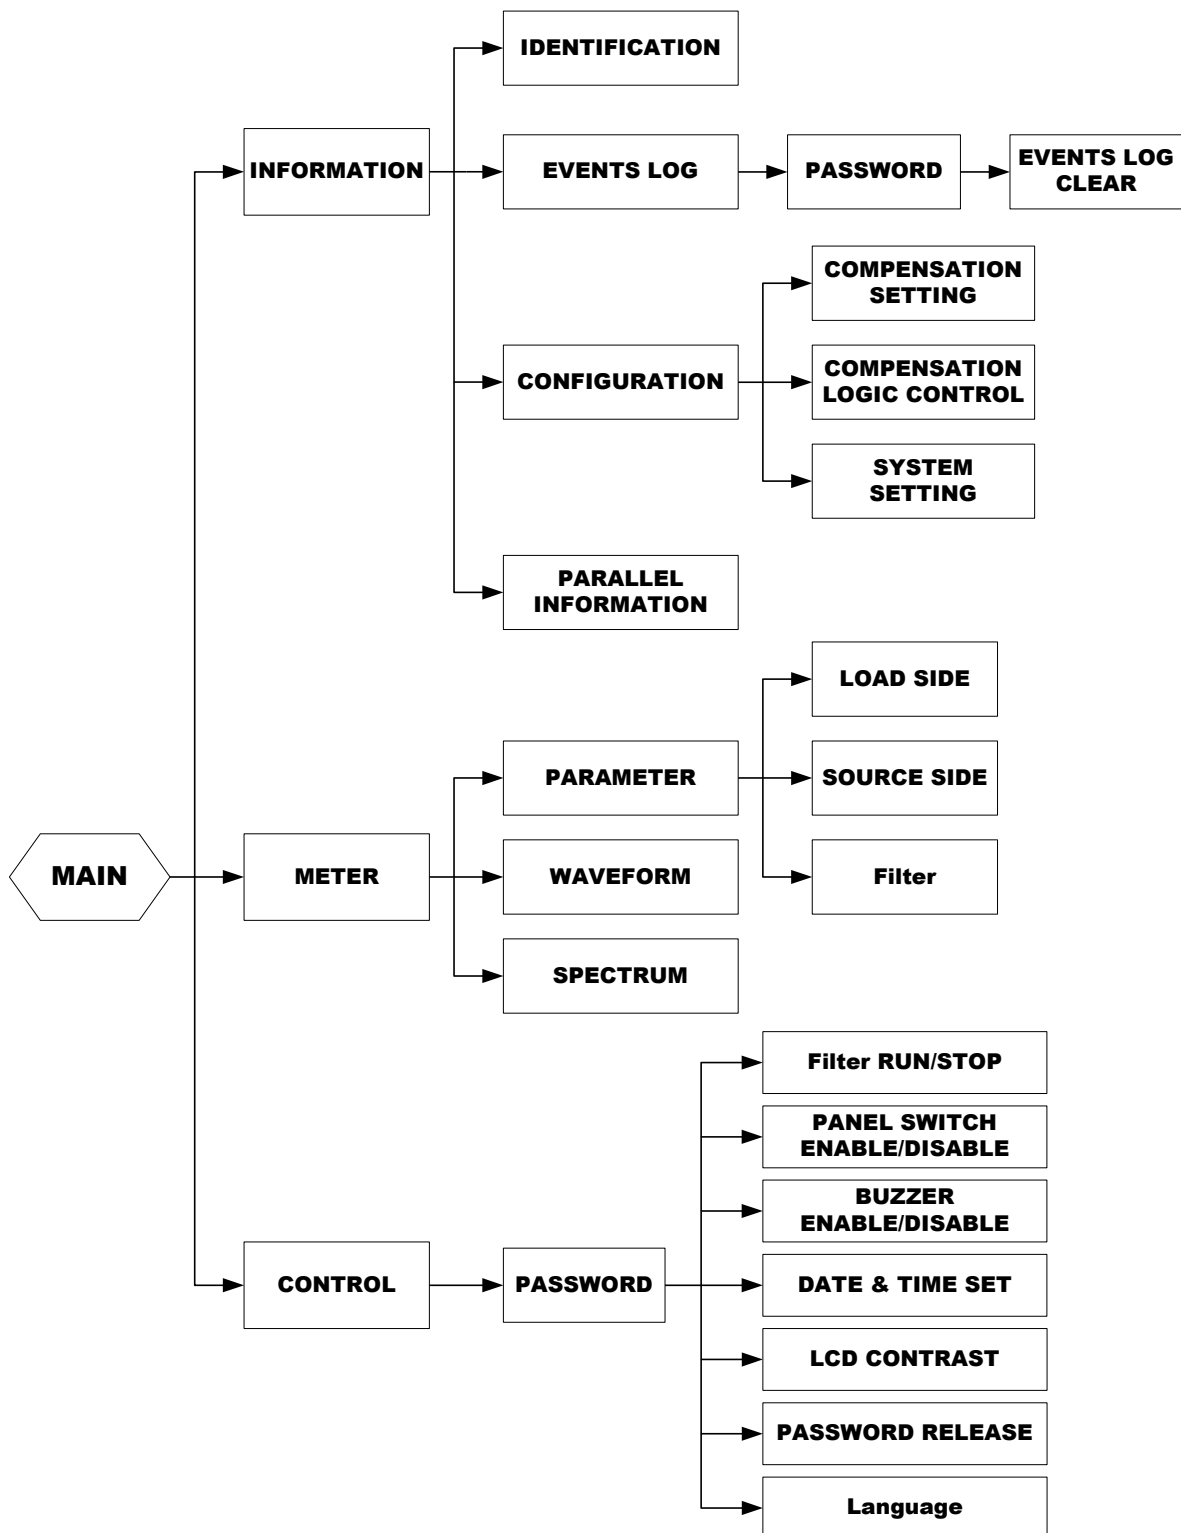 IDENTIFICATION
INFORMATION
EVENTS LOG
PASSWORD
EVENTS LOG
CLEAR
COMPENSATION
SETTING
CONFIGURATION
COMPENSATION
LOGIC CONTROL
SYSTEM
SETTING
PARALLEL
INFORMATION
LOAD SIDE
PARAMETER
SOURCE SIDE
MAIN
METER
WAVEFORM
Filter
SPECTRUM
Filter RUN/STOP
PANEL SWITCH
ENABLE/DISABLE
BUZZER
ENABLE/DISABLE
CONTROL
PASSWORD
DATE & TIME SET
LCD CONTRAST
PASSWORD RELEASE
Language